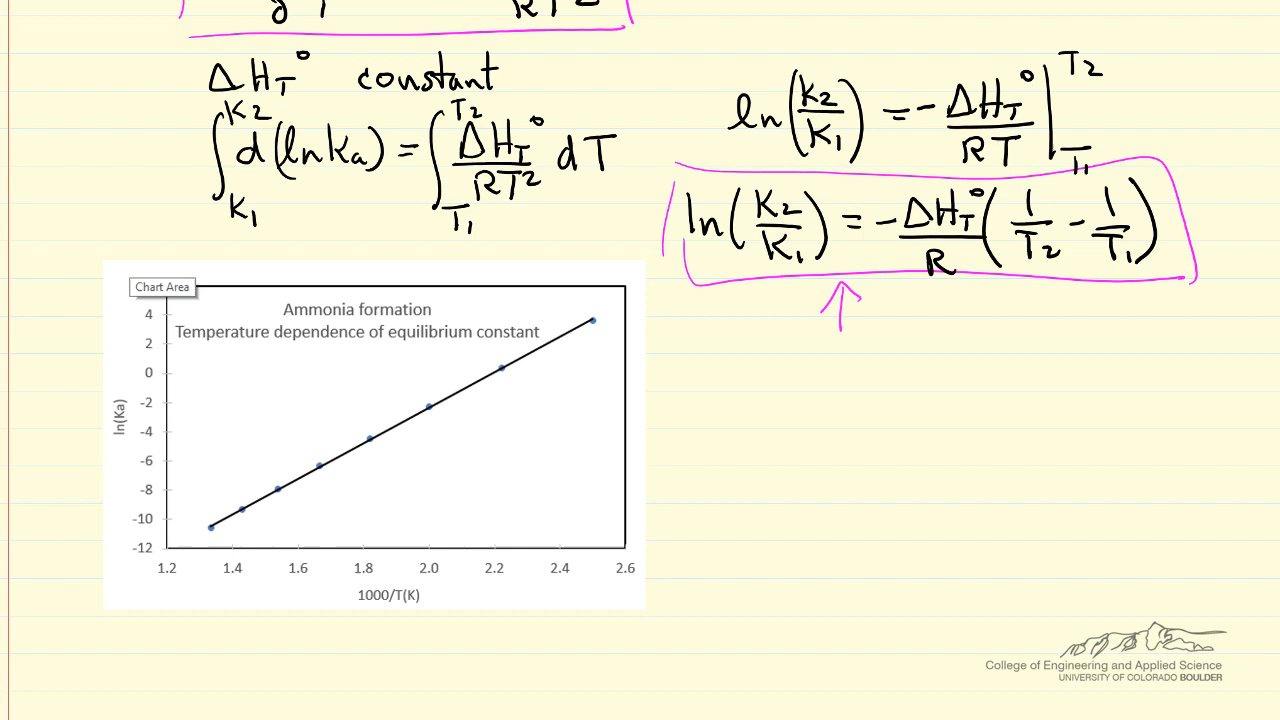 RT²
ΔH_T° constant
∫_{K1}^{K2} d(ln Ka) = ∫_{T1}^{T2} ΔH_T°/RT² dT
ln(K2/K1) = -ΔH_T°/RT |_{T1}^{T2}
ln(K2/K1) = -ΔH_T°/R (1/T2 - 1/T1)
Chart Area
Ammonia formation
Temperature dependence of equilibrium constant
4
2
0
-2
-4
-6
-8
-10
-12
ln(Ka)
1.2 1.4 1.6 1.8 2.0 2.2 2.4 2.6
1000/T(K)
College of Engineering and Applied Science
UNIVERSITY OF COLORADO BOULDER